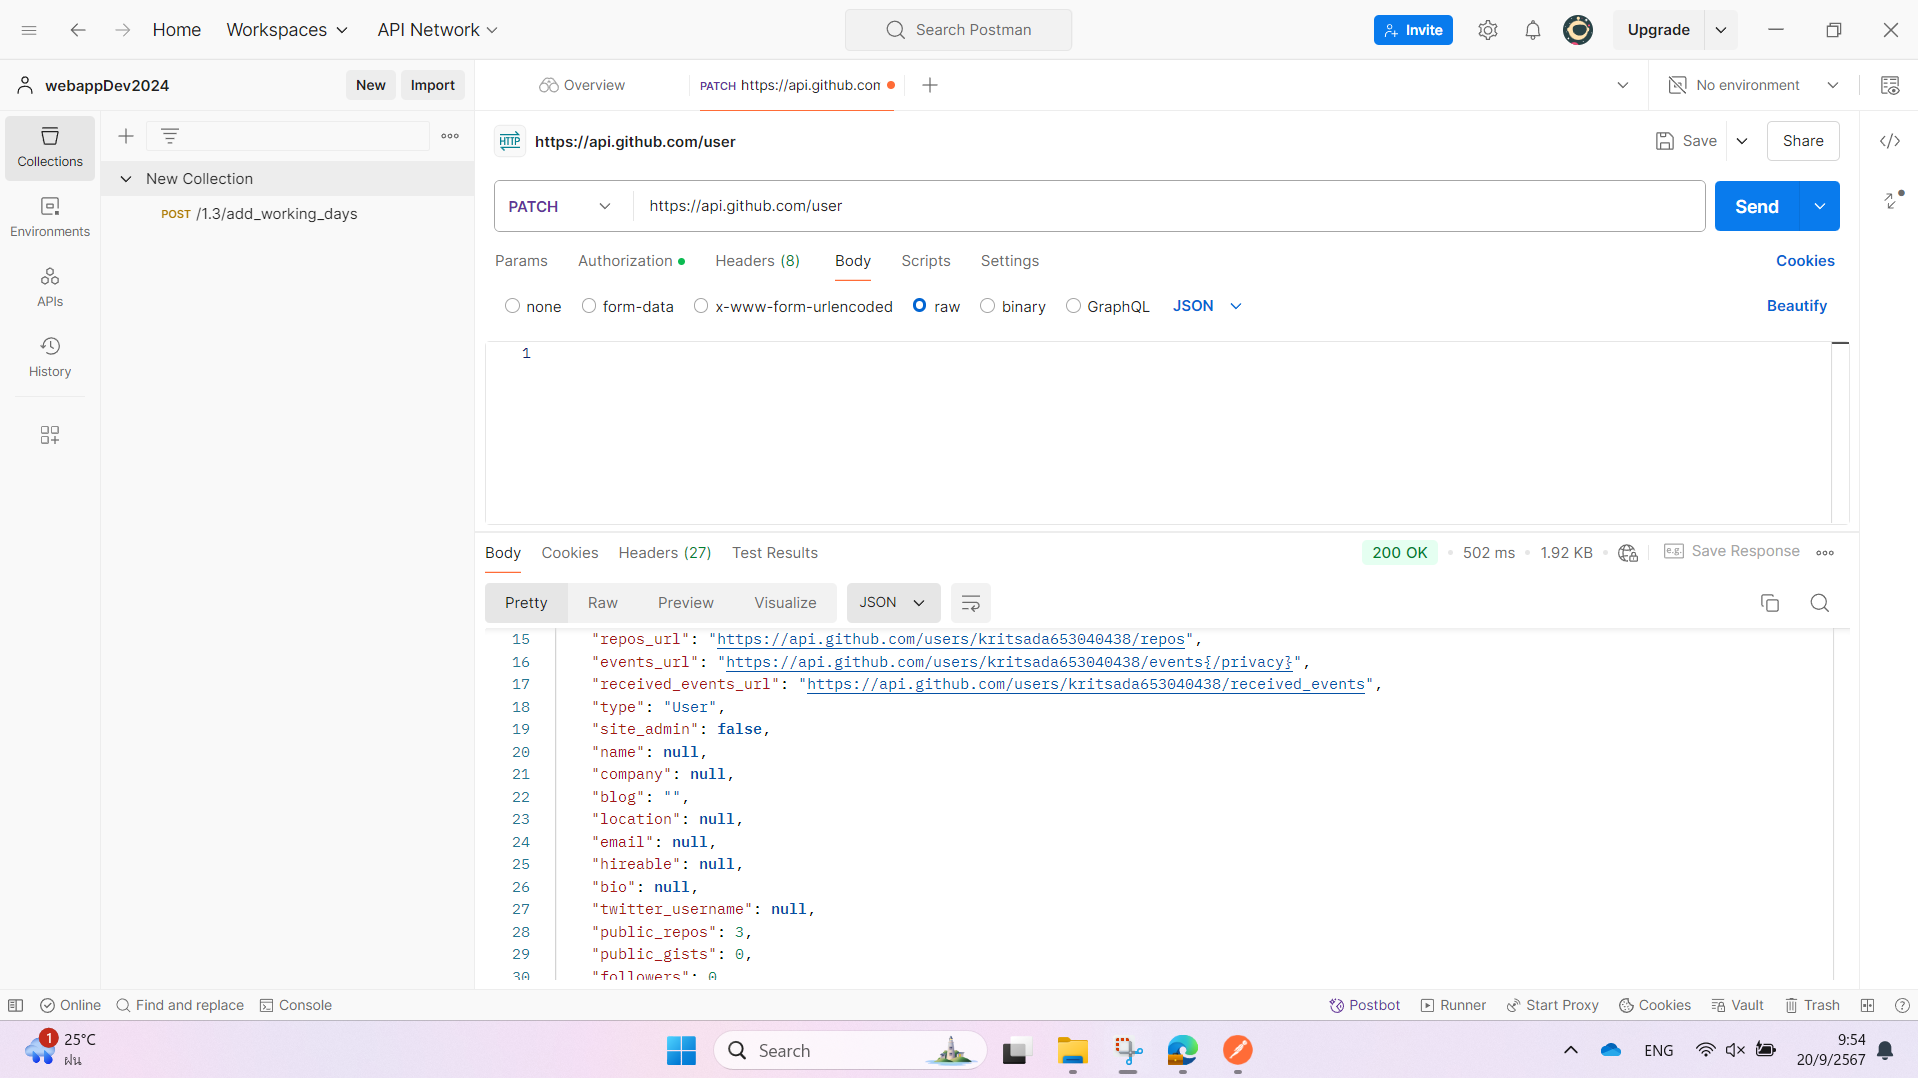 Home Workspaces API Network Search Postman Invite Upgrade
webappDev2024 New Import Overview PATCH https://api.github.com No environment
Collections
Environments
APIs
History
New Collection
POST /1.3/add_working_days
HTTP https://api.github.com/user Save Share
PATCH https://api.github.com/user Send
Params Authorization Headers (8) Body Scripts Settings Cookies
none form-data x-www-form-urlencoded raw binary GraphQL JSON Beautify
1
Body Cookies Headers (27) Test Results 200 OK 502 ms 1.92 KB e.g. Save Response
Pretty Raw Preview Visualize JSON
15 "repos_url": "https://api.github.com/users/kritsada653040438/repos",
16 "events_url": "https://api.github.com/users/kritsada653040438/events{/privacy}",
17 "received_events_url": "https://api.github.com/users/kritsada653040438/received_events",
18 "type": "User",
19 "site_admin": false,
20 "name": null,
21 "company": null,
22 "blog": "",
23 "location": null,
24 "email": null,
25 "hireable": null,
26 "bio": null,
27 "twitter_username": null,
28 "public_repos": 3,
29 "public_gists": 0,
30 "followers": 0
Online Find and replace Console Postbot Runner Start Proxy Cookies Vault Trash
1 25°C
ฝน
Search
ENG
9:54
20/9/2567